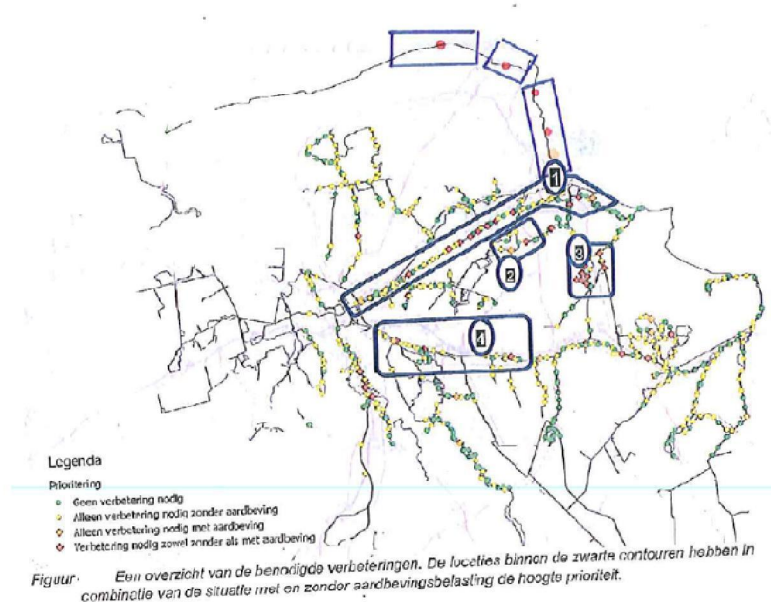 1
2
3
4
Legenda
Prioritering
Geen verbetering nodig
Alleen verbetering nodig zonder aardbeving
Alleen verbetering nodig met aardbeving
Verbetering nodig zowel zonder als met aardbeving
Figuur· Een overzicht van de benodigde verbeteringen. De locaties binnen de zwarte contouren hebben in
combinatie van de situatie met en zonder aardbevingsbelasting de hoogte prioriteit.